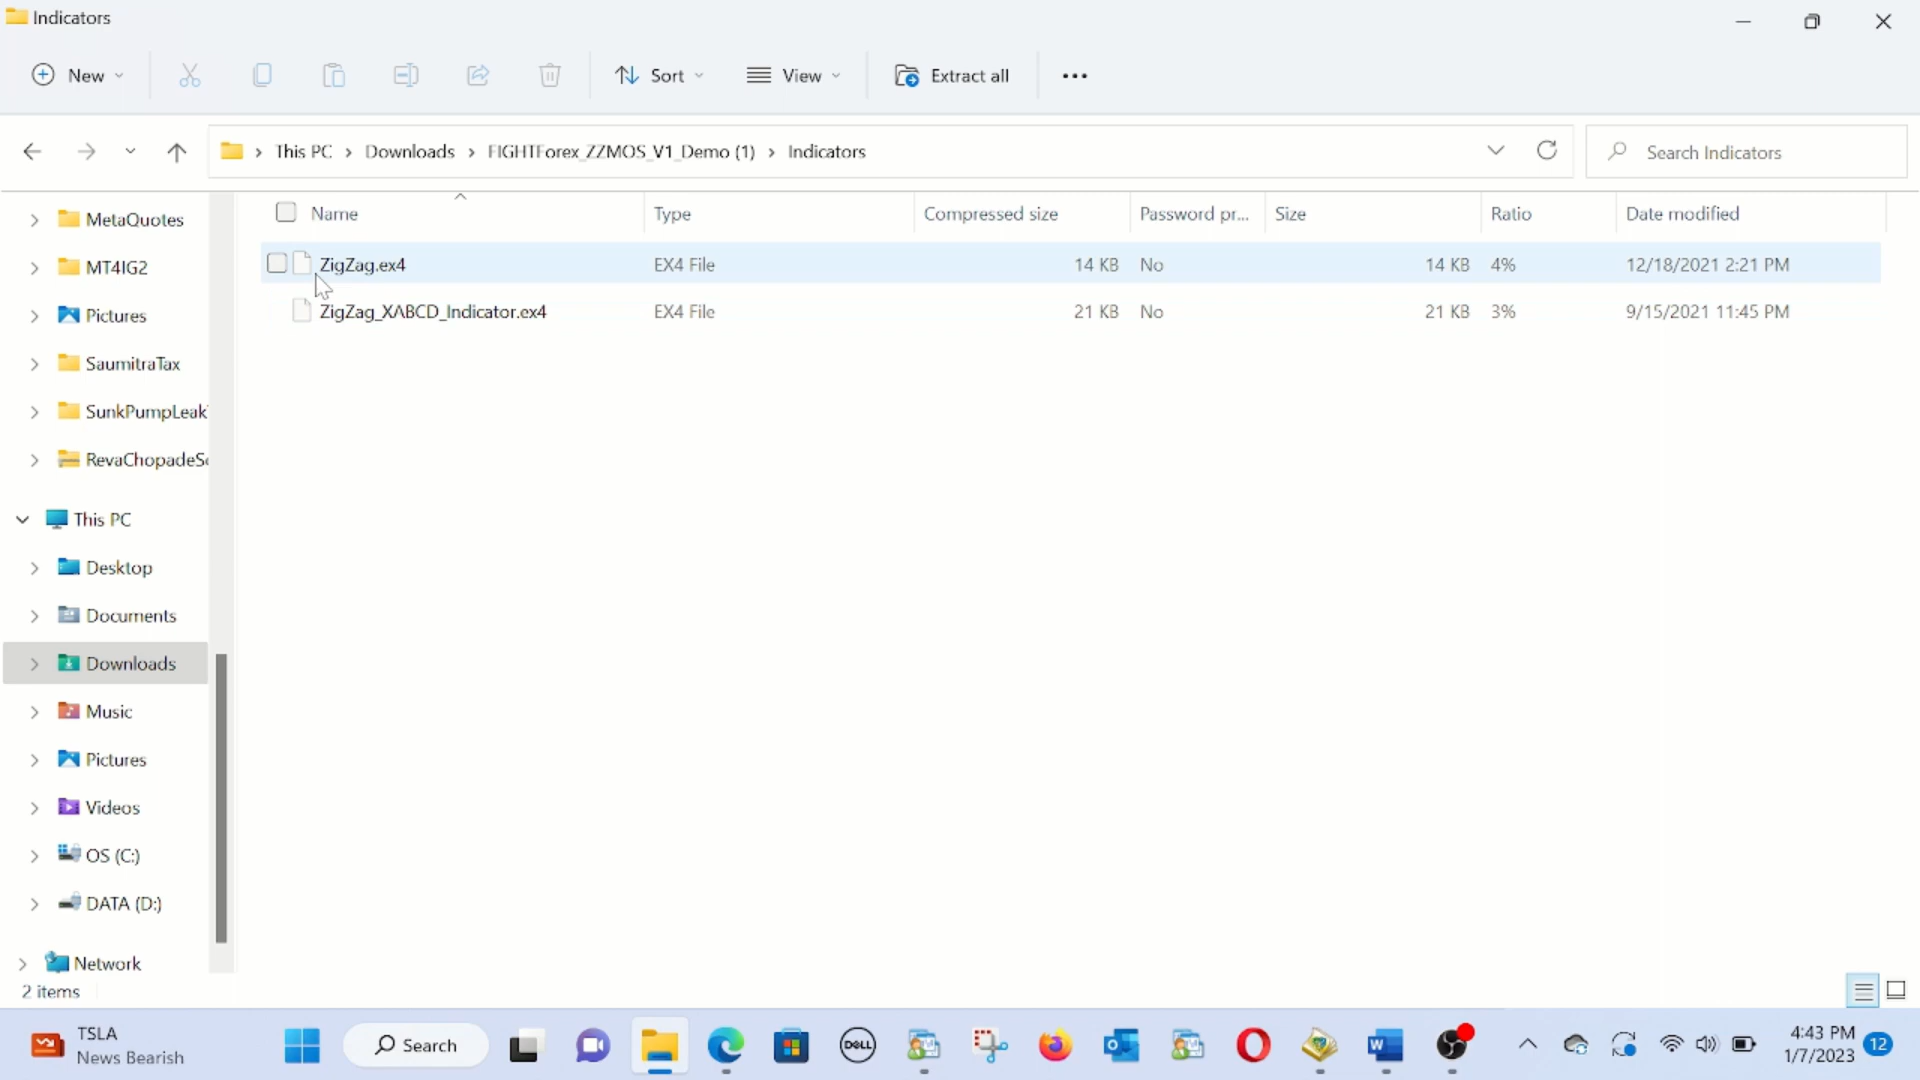 Indicators
New
Sort
View
Extract all
This PC
Downloads
FIGHTForex_ZZMOS_V1_Demo (1)
Indicators
Search Indicators
Name
Type
Compressed size
Password pr...
Size
Ratio
Date modified
ZigZag.ex4
EX4 File
14 KB
No
14 KB
4%
12/18/2021 2:21 PM
ZigZag_XABCD_Indicator.ex4
EX4 File
21 KB
No
21 KB
3%
9/15/2021 11:45 PM
MetaQuotes
MT4IG2
Pictures
SaumitraTax
SunkPumpLeak
RevaChopadeSc
This PC
Desktop
Documents
Downloads
Music
Pictures
Videos
OS (C:)
DATA (D:)
Network
2 items
TSLA
News Bearish
Search
DELL
4:43 PM
1/7/2023
12